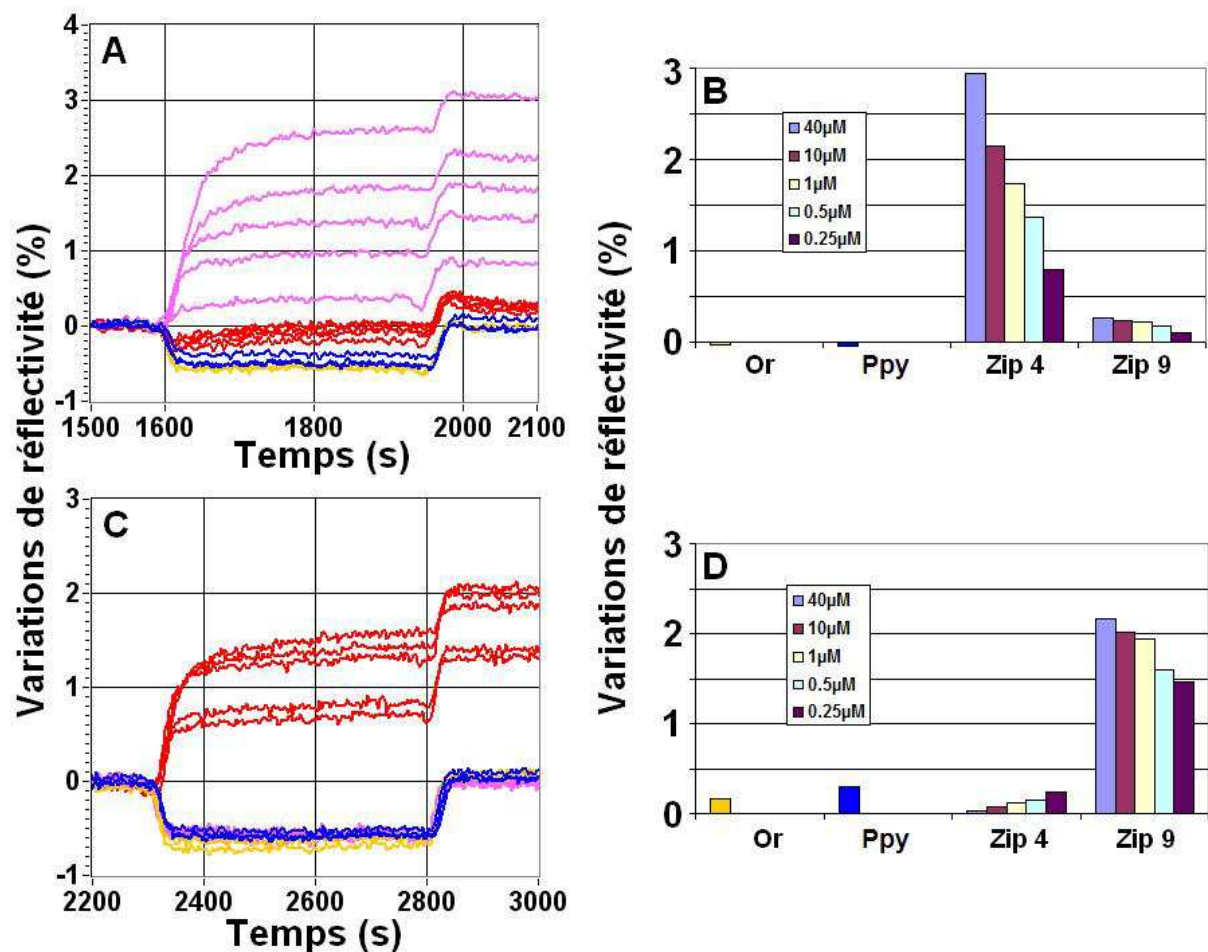 Variations de réflectivité (%)
A
4
3
2
1
0
-1
1500 1600 1800 2000 2100
Temps (s)
Variations de réflectivité (%)
B
3
2
1
0
40µM
10µM
1µM
0.5µM
0.25µM
Or Ppy Zip 4 Zip 9
C
3
2
1
0
-1
2200 2400 2600 2800 3000
Temps (s)
D
3
2
1
0
40µM
10µM
1µM
0.5µM
0.25µM
Or Ppy Zip 4 Zip 9